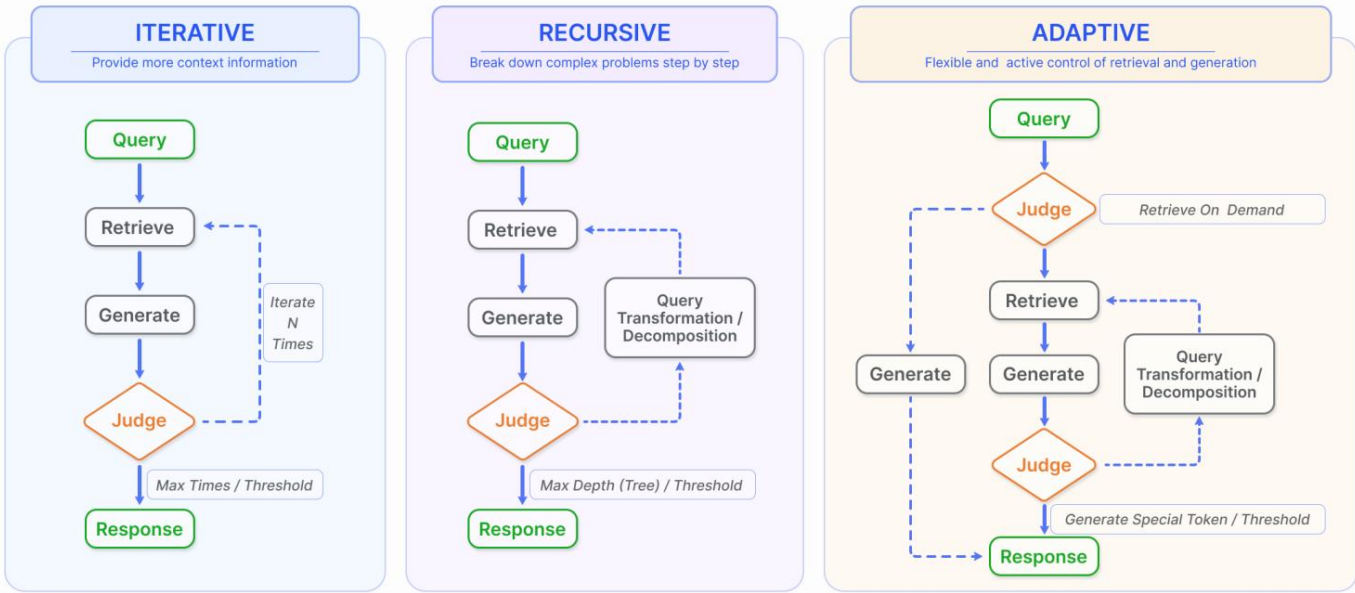 ITERATIVE
Provide more context information
Query
Retrieve
Generate
Iterate
N
Times
Judge
Max Times / Threshold
Response
RECURSIVE
Break down complex problems step by step
Query
Retrieve
Generate
Query
Transformation /
Decomposition
Judge
Max Depth (Tree) / Threshold
Response
ADAPTIVE
Flexible and active control of retrieval and generation
Query
Judge
Retrieve On Demand
Retrieve
Generate
Generate
Query
Transformation /
Decomposition
Judge
Generate Special Token / Threshold
Response